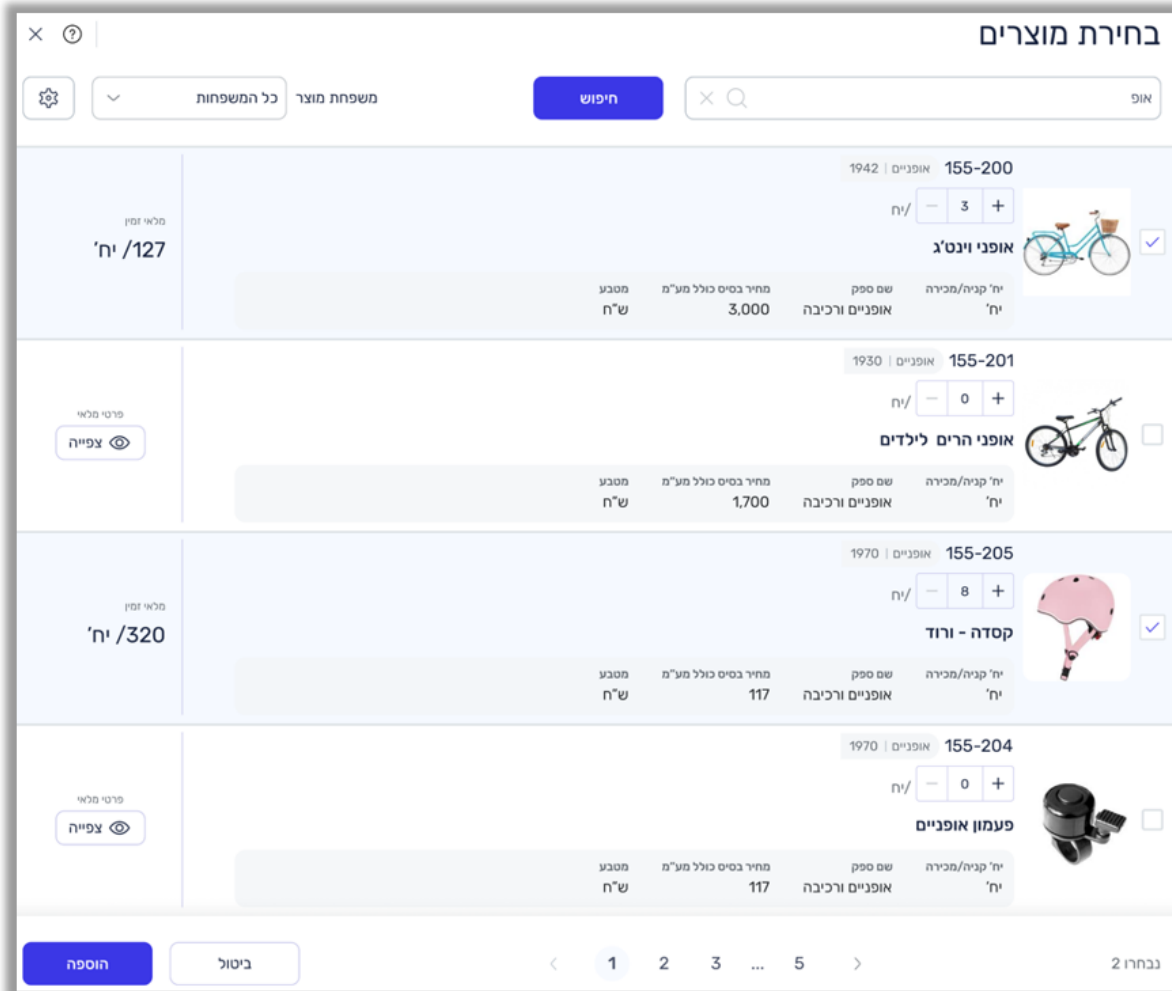 בחירת מוצרים
אופ
חיפוש
משפחת מוצר כל המשפחות
155-200 אופניים | 1942
+ 3 − /יח
אופני וינט'ג
יח' קניה/מכירה שם ספק מחיר בסיס כולל מע"מ מטבע
יח' אופניים ורכיבה 3,000 ש"ח
מלאי זמין
127/ יח'
155-201 אופניים | 1930
+ 0 − /יח
אופני הרים לילדים
יח' קניה/מכירה שם ספק מחיר בסיס כולל מע"מ מטבע
יח' אופניים ורכיבה 1,700 ש"ח
פרטי מלאי
צפייה
155-205 אופניים | 1970
+ 8 − /יח
קסדה - ורוד
יח' קניה/מכירה שם ספק מחיר בסיס כולל מע"מ מטבע
יח' אופניים ורכיבה 117 ש"ח
מלאי זמין
320/ יח'
155-204 אופניים | 1970
+ 0 − /יח
פעמון אופניים
יח' קניה/מכירה שם ספק מחיר בסיס כולל מע"מ מטבע
יח' אופניים ורכיבה 117 ש"ח
פרטי מלאי
צפייה
נבחרו 2
1 2 3 ... 5
ביטול
הוספה